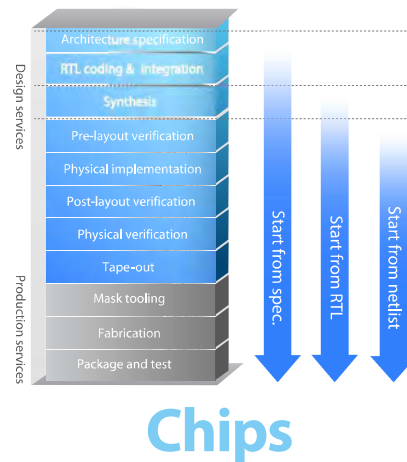 Architecture specification
RTL coding & integration
Synthesis
Pre-layout verification
Physical implementation
Post-layout verification
Physical verification
Tape-out
Mask tooling
Fabrication
Package and test
Design services
Production services
Start from spec.
Start from RTL
Start from netlist
Chips